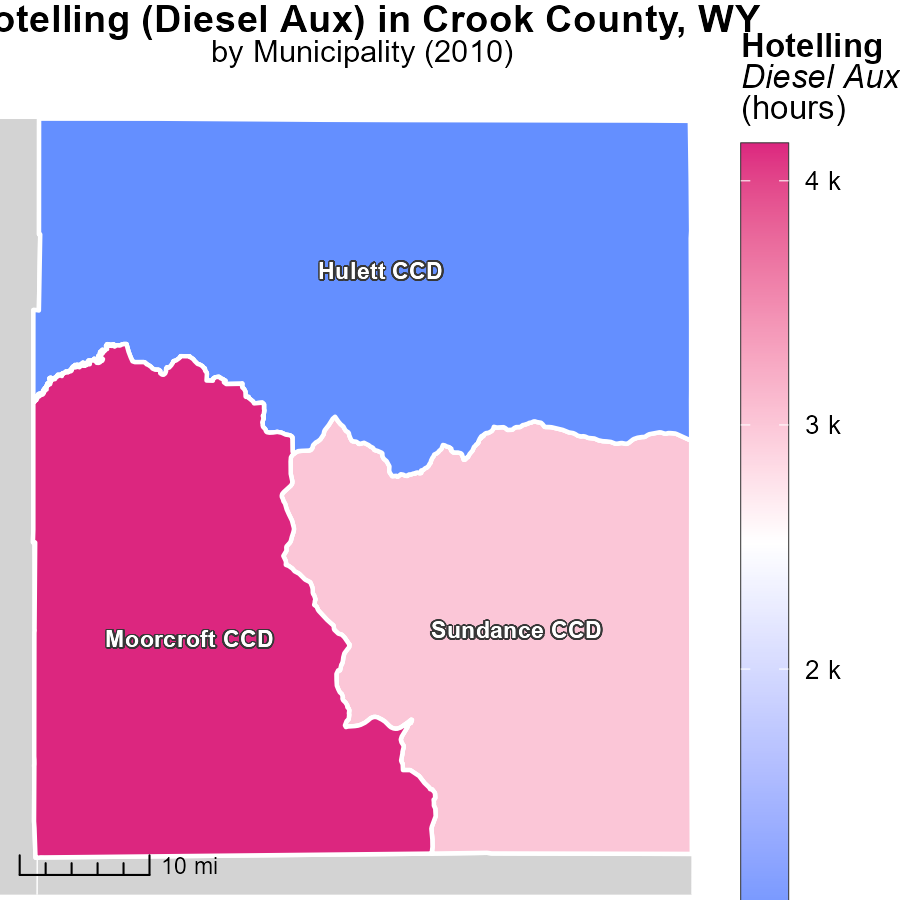 otelling (Diesel Aux) in Crook County, WY
by Municipality (2010)
Hotelling
Diesel Aux
(hours)
4 k
3 k
2 k
Hulett CCD
Moorcroft CCD
Sundance CCD
10 mi